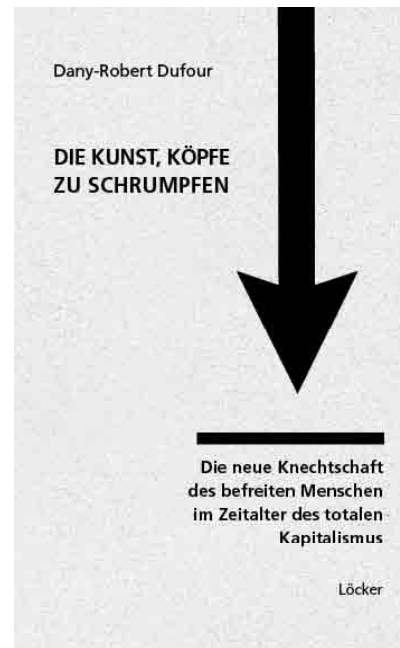 Dany-Robert Dufour
DIE KUNST, KÖPFE
ZU SCHRUMPFEN
Die neue Knechtschaft
des befreiten Menschen
im Zeitalter des totalen
Kapitalismus
Löcker